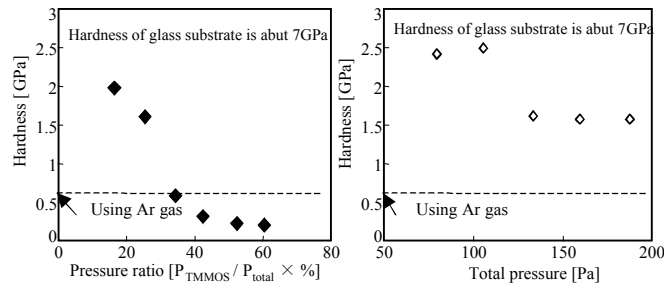 Hardness of glass substrate is abut 7GPa
Hardness [ GPa]
3
2.5
2
1.5
1
0.5
0
Using Ar gas
0
20
40
60
80
Pressure ratio [P_TMMOS / P_total × %]
Hardness of glass substrate is abut 7GPa
Hardness [ GPa]
3
2.5
2
1.5
1
0.5
0
Using Ar gas
50
100
150
200
Total pressure [Pa]